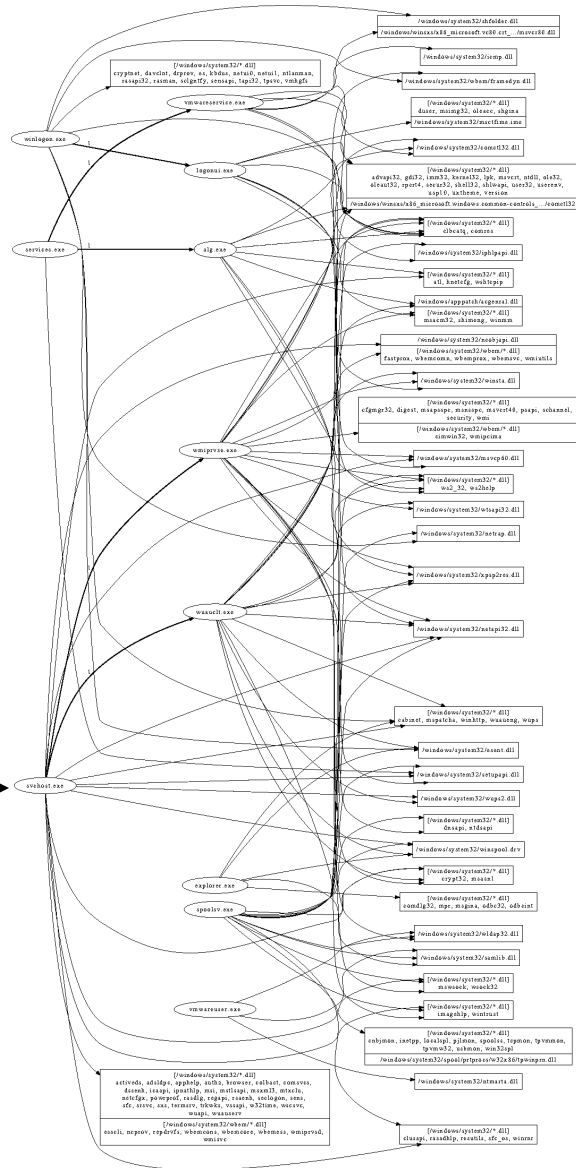 /windows/system32/shfolder.dll
/windows/winsxs/x86_microsoft.vc80.crt_.../msvcr80.dll
/windows/system32/icmp.dll
[/windows/system32/*.dll]
cryptnet, davclnt, drprov, es, kbdus, netui0, netui1, ntlanman,
rasapi32, rasman, sclgntfy, sensapi, tapi32, tpsvc, vmhgfs
/windows/system32/wbem/framedyn.dll
vmwareservice.exe
[/windows/system32/*.dll]
duser, msimg32, oleacc, shgina
/windows/system32/msctfime.ime
winlogon.exe
1
/windows/system32/comctl32.dll
logonui.exe
[/windows/system32/*.dll]
advapi32, gdi32, imm32, kernel32, lpk, msvcrt, ntdll, ole32,
oleaut32, rpcrt4, secur32, shell32, shlwapi, user32, userenv,
usp10, uxtheme, version
/windows/winsxs/x86_microsoft.windows.common-controls_.../comctl32
[/windows/system32/*.dll]
clbcatq, comres
services.exe
1
alg.exe
/windows/system32/iphlpapi.dll
[/windows/system32/*.dll]
atl, hnetcfg, wshtcpip
/windows/apppatch/acgenral.dll
[/windows/system32/*.dll]
msacm32, shimeng, winmm
/windows/system32/ncobjapi.dll
[/windows/system32/wbem/*.dll]
fastprox, wbemcomn, wbemprox, wbemsvc, wmiutils
/windows/system32/winsta.dll
[/windows/system32/*.dll]
cfgmgr32, digest, msapsspc, msnsspc, msvcrt40, psapi, schannel,
security, wmi
[/windows/system32/wbem/*.dll]
cimwin32, wmipcima
wmiprvse.exe
/windows/system32/msvcp60.dll
[/windows/system32/*.dll]
ws2_32, ws2help
/windows/system32/wtsapi32.dll
/windows/system32/netrap.dll
1
/windows/system32/xpsp2res.dll
wuauclt.exe
/windows/system32/netapi32.dll
1
[/windows/system32/*.dll]
cabinet, mspatcha, winhttp, wuaueng, wups
/windows/system32/esent.dll
/windows/system32/setupapi.dll
svchost.exe
/windows/system32/wups2.dll
[/windows/system32/*.dll]
dnsapi, ntdsapi
/windows/system32/winspool.drv
[/windows/system32/*.dll]
crypt32, msasn1
explorer.exe
[/windows/system32/*.dll]
comdlg32, mpr, msgina, odbc32, odbcint
spoolsv.exe
/windows/system32/wldap32.dll
/windows/system32/samlib.dll
[/windows/system32/*.dll]
mswsock, wsock32
vmwareuser.exe
[/windows/system32/*.dll]
imagehlp, wintrust
[/windows/system32/*.dll]
cnbjmon, inetpp, localspl, pjlmon, spoolss, tcpmon, tpvmmon,
tpvmw32, usbmon, win32spl
/windows/system32/spool/prtprocs/w32x86/tpwinprn.dll
/windows/system32/ntmarta.dll
[/windows/system32/*.dll]
activeds, adsldpc, apphelp, authz, browser, colbact, comsvcs,
dssenh, icaapi, ipnathlp, msi, mstlsapi, msxml3, mtxclu,
netcfgx, powrprof, rasdlg, regapi, rsaenh, seclogon, sens,
sfc, srsvc, sxs, termsrv, trkwks, vssapi, w32time, wscsvc,
wuapi, wuauserv
[/windows/system32/wbem/*.dll]
esscli, ncprov, repdrvfs, wbemcons, wbemcore, wbemess, wmiprvsd,
wmisvc
[/windows/system32/*.dll]
clusapi, rasadhlp, resutils, sfc_os, winrnr